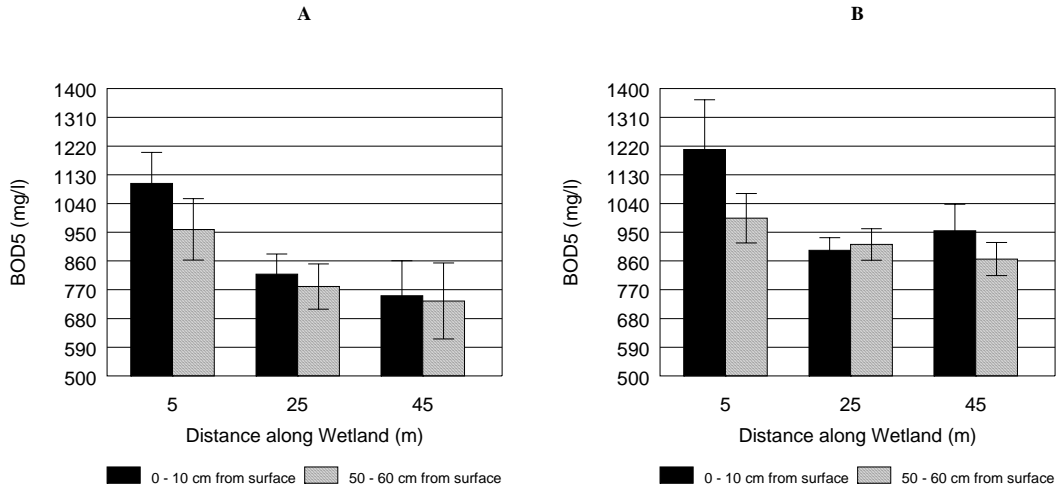 A
BOD5 (mg/l)
1400
1310
1220
1130
1040
950
860
770
680
590
500
5 25 45
Distance along Wetland (m)
0 - 10 cm from surface 50 - 60 cm from surface
B
BOD5 (mg/l)
1400
1310
1220
1130
1040
950
860
770
680
590
500
5 25 45
Distance along Wetland (m)
0 - 10 cm from surface 50 - 60 cm from surface